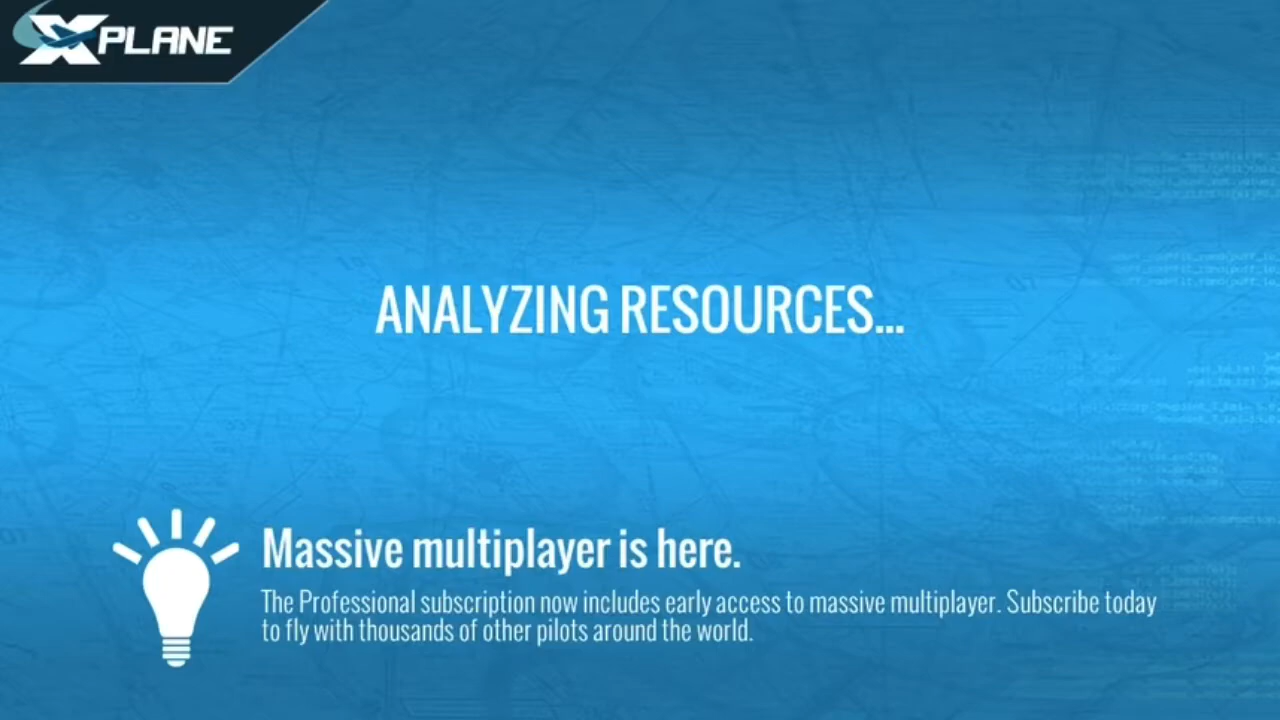 X PLANE
ANALYZING RESOURCES...
Massive multiplayer is here.
The Professional subscription now includes early access to massive multiplayer. Subscribe today
to fly with thousands of other pilots around the world.